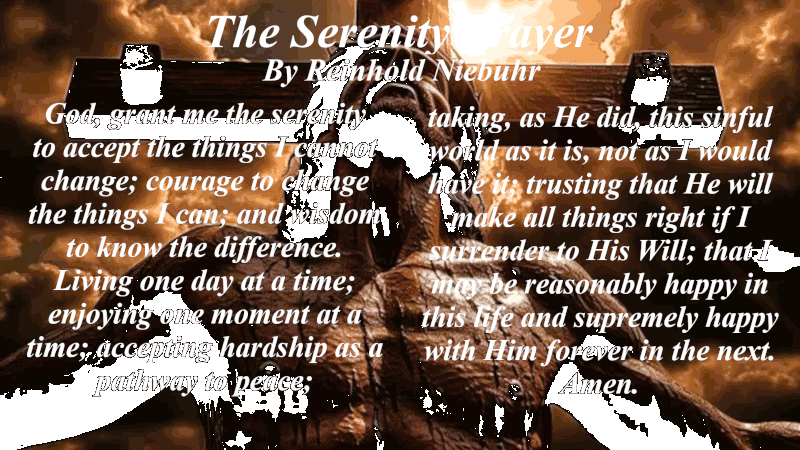 The Serenity Prayer
By Reinhold Niebuhr
God, grant me the serenity
to accept the things I cannot
change; courage to change
the things I can; and wisdom
to know the difference.
Living one day at a time;
enjoying one moment at a
time; accepting hardship as a
pathway to peace;
taking, as He did, this sinful
world as it is, not as I would
have it; trusting that He will
make all things right if I
surrender to His Will; that I
may be reasonably happy in
this life and supremely happy
with Him forever in the next.
Amen.